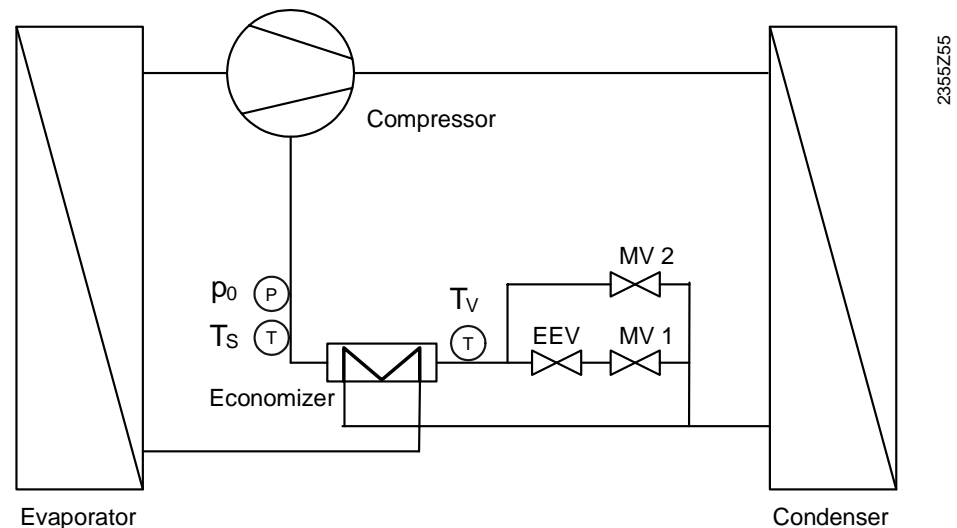 2355Z55
Compressor
MV 2
p0
P
TV
TS
T
T
EEV
MV 1
Economizer
Evaporator
Condenser